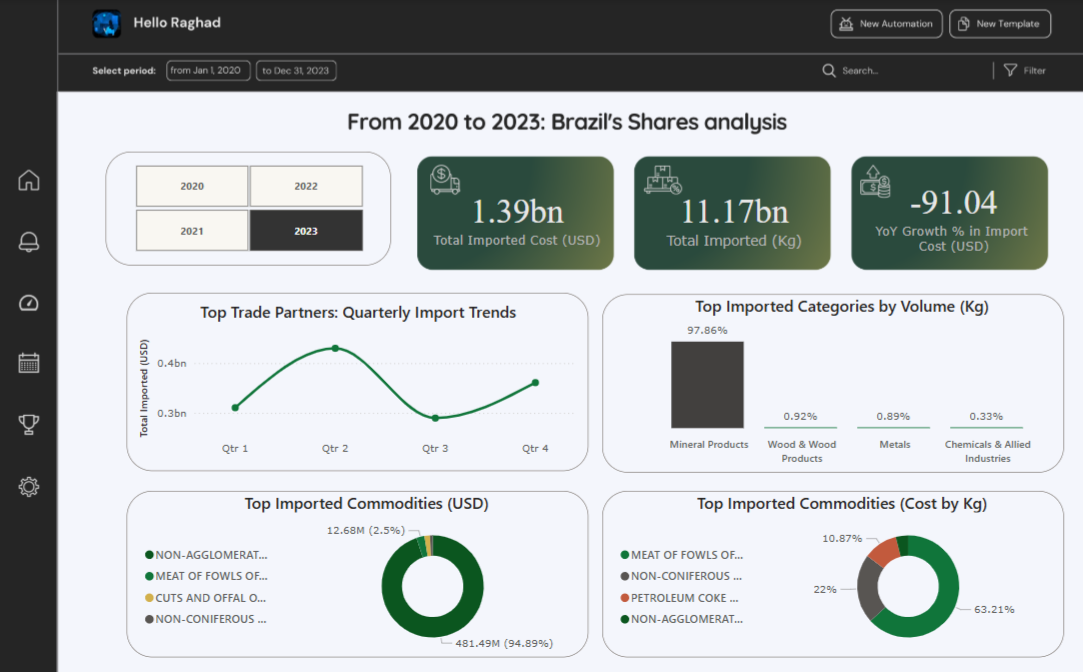 Hello Raghad
New Automation
New Template
Select period:
from Jan 1, 2020
to Dec 31, 2023
Search...
Filter
From 2020 to 2023: Brazil's Shares analysis
2020
2022
2021
2023
1.39bn
Total Imported Cost (USD)
11.17bn
Total Imported (Kg)
-91.04
YoY Growth % in Import
Cost (USD)
Top Trade Partners: Quarterly Import Trends
Total Imported (USD)
0.4bn
0.3bn
Qtr 1
Qtr 2
Qtr 3
Qtr 4
Top Imported Categories by Volume (Kg)
97.86%
0.92%
0.89%
0.33%
Mineral Products
Wood & Wood
Products
Metals
Chemicals & Allied
Industries
Top Imported Commodities (USD)
12.68M (2.5%)
NON-AGGLOMERAT...
MEAT OF FOWLS OF...
CUTS AND OFFAL O...
NON-CONIFEROUS ...
481.49M (94.89%)
Top Imported Commodities (Cost by Kg)
10.87%
MEAT OF FOWLS OF...
NON-CONIFEROUS ...
PETROLEUM COKE ...
NON-AGGLOMERAT...
22%
63.21%